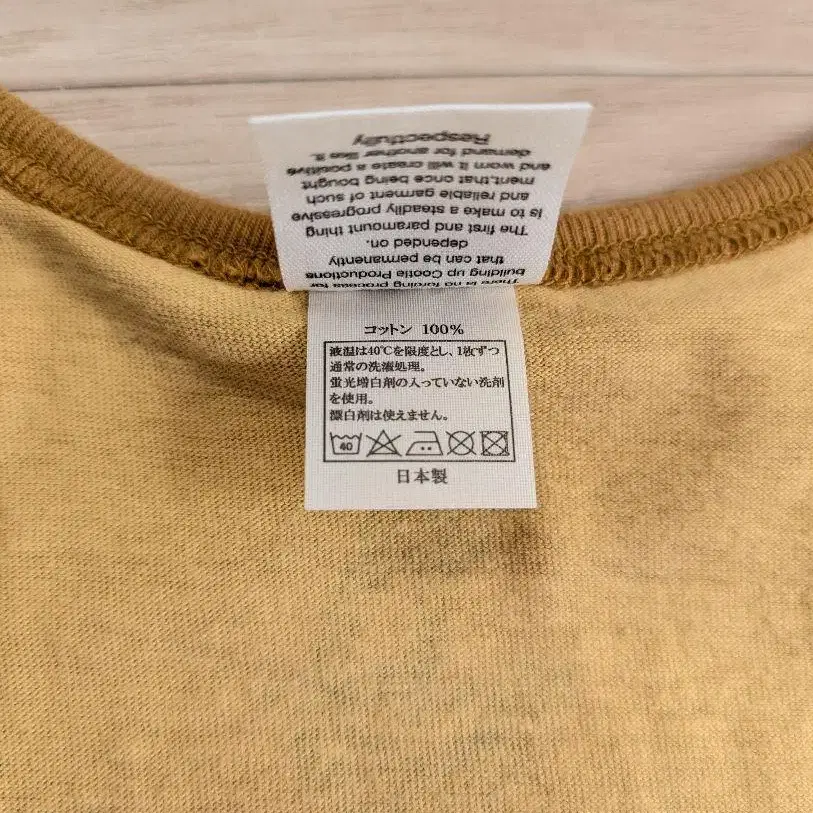 There is no forcing process for
building up Cootie Productions
that can be permanently
depended on.
The first and paramount thing
is to make a steadily progressive
and reliable garment of such
ment,that once being bought
and worn it will create a positive
demand for another like it.
Respectfully
コットン 100%
液温は40℃を限度とし、1枚ずつ
通常の洗濯処理。
蛍光増白剤の入っていない洗剤
を使用。
漂白剤は使えません。
40
日本製